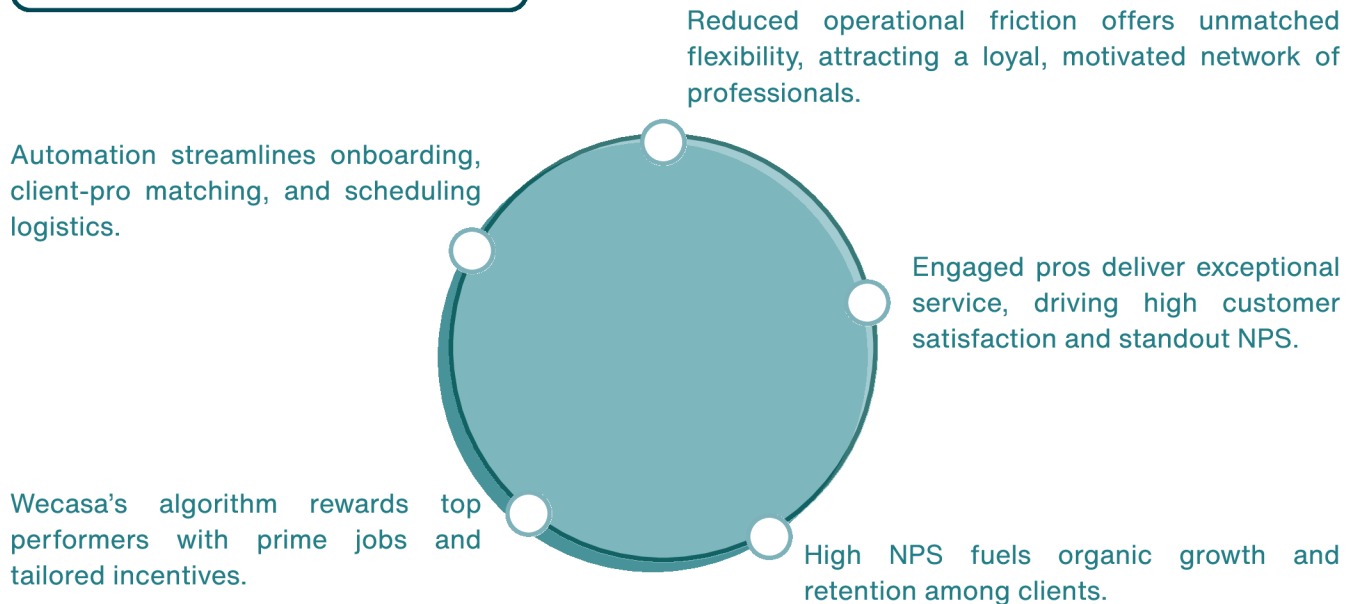 Reduced operational friction offers unmatched
flexibility, attracting a loyal, motivated network of
professionals.
Automation streamlines onboarding,
client-pro matching, and scheduling
logistics.
Engaged pros deliver exceptional
service, driving high customer
satisfaction and standout NPS.
Wecasa’s algorithm rewards top
performers with prime jobs and
tailored incentives.
High NPS fuels organic growth and
retention among clients.